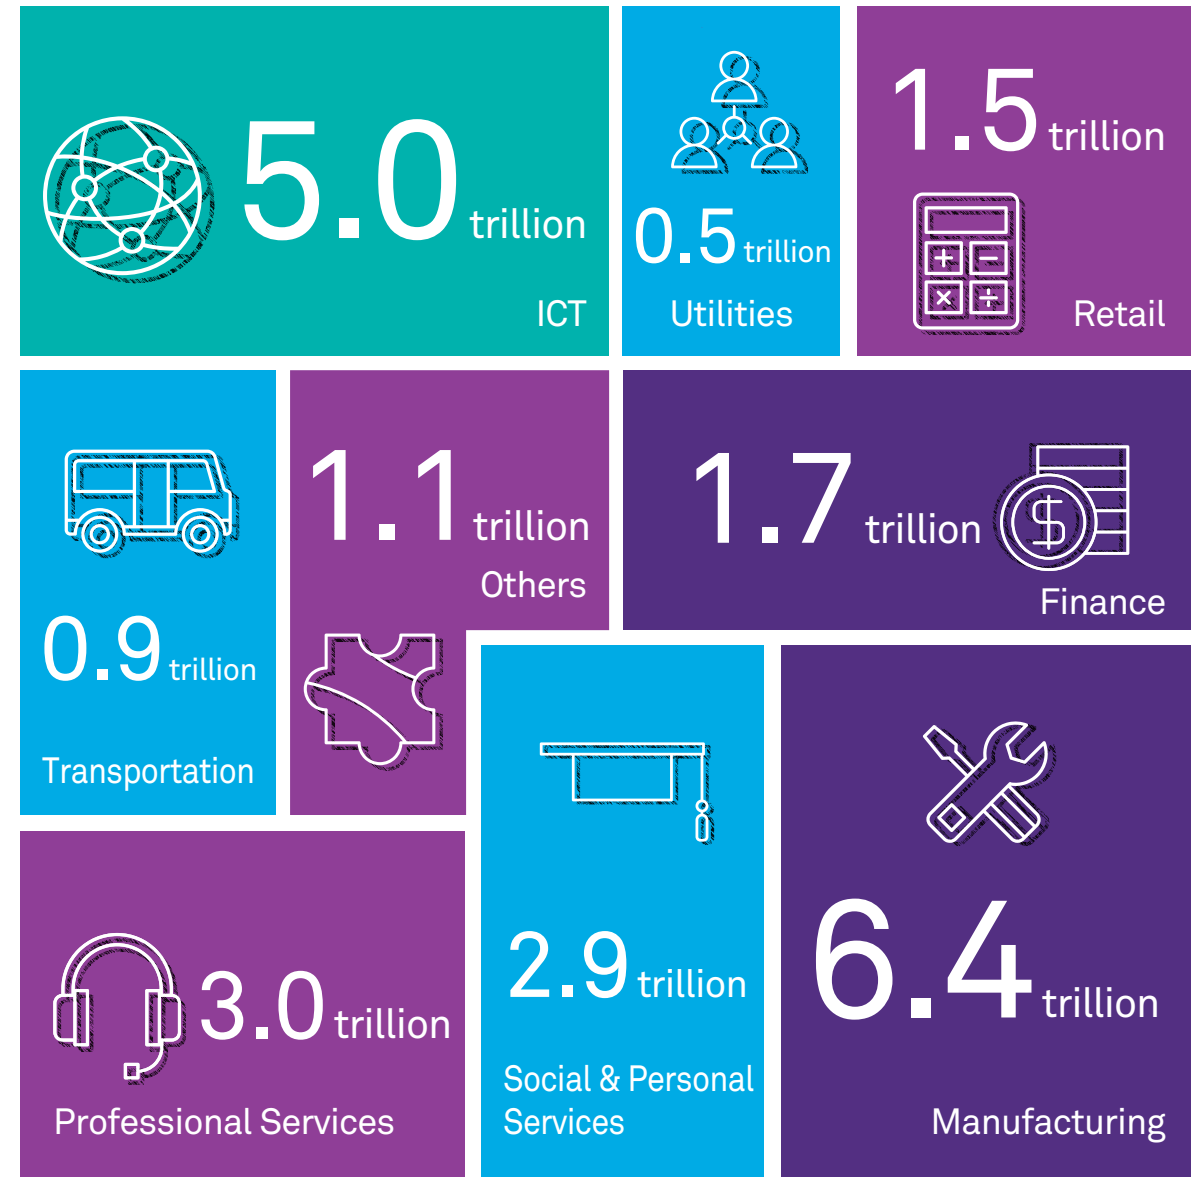 5.0 trillion
ICT
0.5 trillion
Utilities
1.5 trillion
Retail
0.9 trillion
Transportation
1.1 trillion
Others
1.7 trillion
Finance
3.0 trillion
Professional Services
2.9 trillion
Social & Personal
Services
6.4 trillion
Manufacturing